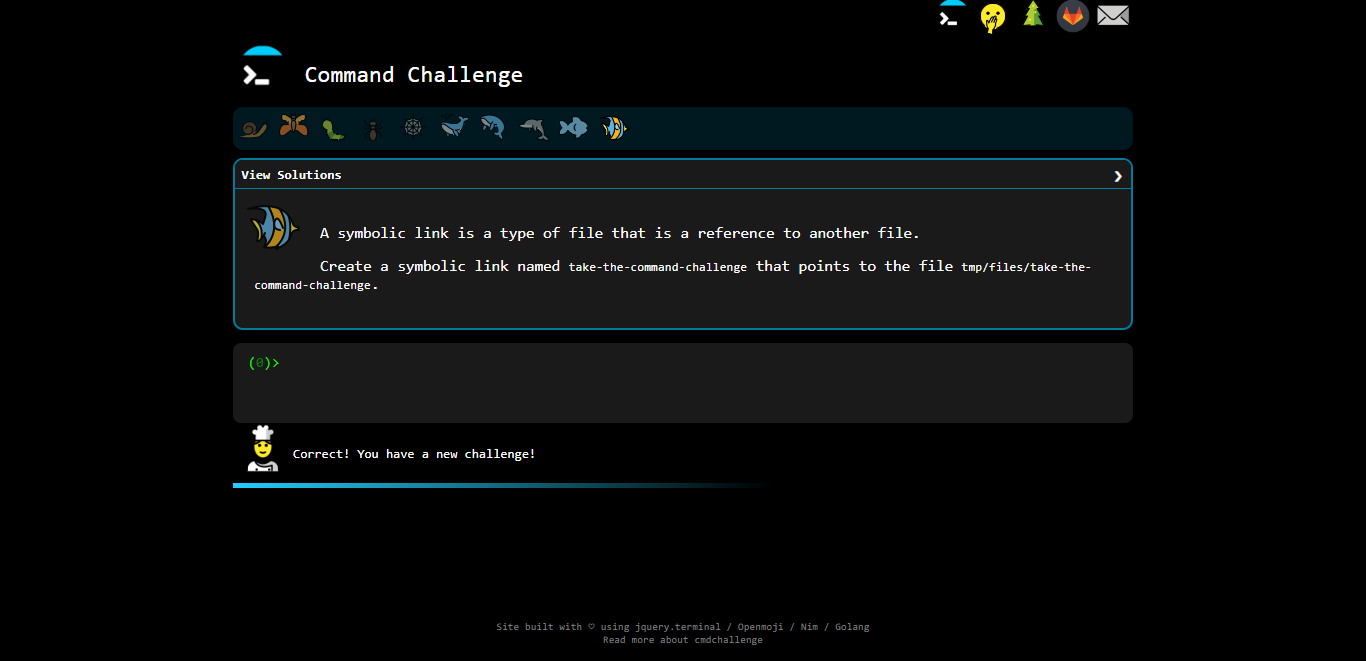 Command Challenge
View Solutions
A symbolic link is a type of file that is a reference to another file.
Create a symbolic link named take-the-command-challenge that points to the file tmp/files/take-the-
command-challenge.
(0)>
Correct! You have a new challenge!
Site built with ♡ using jquery.terminal / Openmoji / Nim / Golang
Read more about cmdchallenge